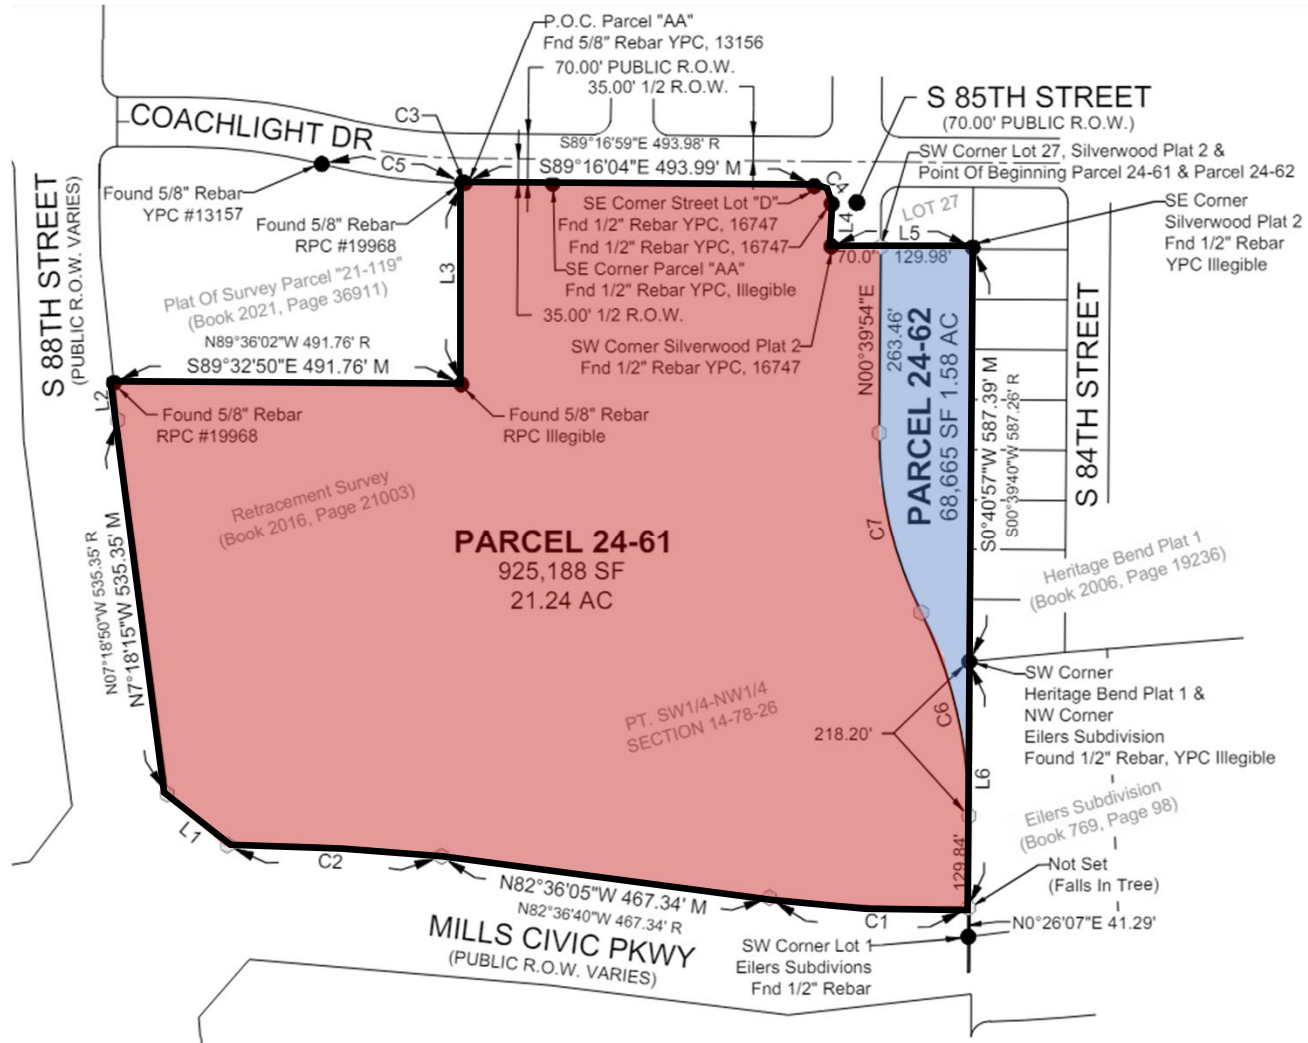 P.O.C. Parcel "AA"
Fnd 5/8" Rebar YPC, 13156
70.00' PUBLIC R.O.W.
35.00' 1/2 R.O.W.
S 85TH STREET
(70.00' PUBLIC R.O.W.)
COACHLIGHT DR
C3
C5
S89°16'59"E 493.98' R
S89°16'04"E 493.99' M
C4
L4
SW Corner Lot 27, Silverwood Plat 2 &
Point Of Beginning Parcel 24-61 & Parcel 24-62
Found 5/8" Rebar
YPC #13157
Found 5/8" Rebar
RPC #19968
S 88TH STREET
(PUBLIC R.O.W. VARIES)
SE Corner Street Lot "D"
Fnd 1/2" Rebar YPC, 16747
Fnd 1/2" Rebar YPC, 16747
LOT 27
L5
70.0'
129.98'
SE Corner
Silverwood Plat 2
Fnd 1/2" Rebar
YPC Illegible
L3
SE Corner Parcel "AA"
Fnd 1/2" Rebar YPC, Illegible
35.00' 1/2 R.O.W.
Plat Of Survey Parcel "21-119"
(Book 2021, Page 36911)
N89°36'02"W 491.76' R
S89°32'50"E 491.76' M
SW Corner Silverwood Plat 2
Fnd 1/2" Rebar YPC, 16747
N00°39'54"E
263.46'
PARCEL 24-62
68,665 SF 1.58 AC
S0°40'57"W 587.39' M
S00°39'40"W 587.26' R
S 84TH STREET
L2
Found 5/8" Rebar
RPC #19968
Found 5/8" Rebar
RPC Illegible
Retracement Survey
(Book 2016, Page 21003)
PARCEL 24-61
925,188 SF
21.24 AC
C7
Heritage Bend Plat 1
(Book 2006, Page 19236)
N07°18'50"W 535.35' R
N7°18'15"W 535.35' M
PT. SW1/4-NW1/4
SECTION 14-78-26
C6
218.20'
SW Corner
Heritage Bend Plat 1 &
NW Corner
Eilers Subdivision
Found 1/2" Rebar, YPC Illegible
L6
Eilers Subdivision
(Book 769, Page 98)
L1
C2
129.84'
Not Set
(Falls In Tree)
N82°36'05"W 467.34' M
N82°36'40"W 467.34' R
C1
N0°26'07"E 41.29'
MILLS CIVIC PKWY
(PUBLIC R.O.W. VARIES)
SW Corner Lot 1
Eilers Subdivions
Fnd 1/2" Rebar